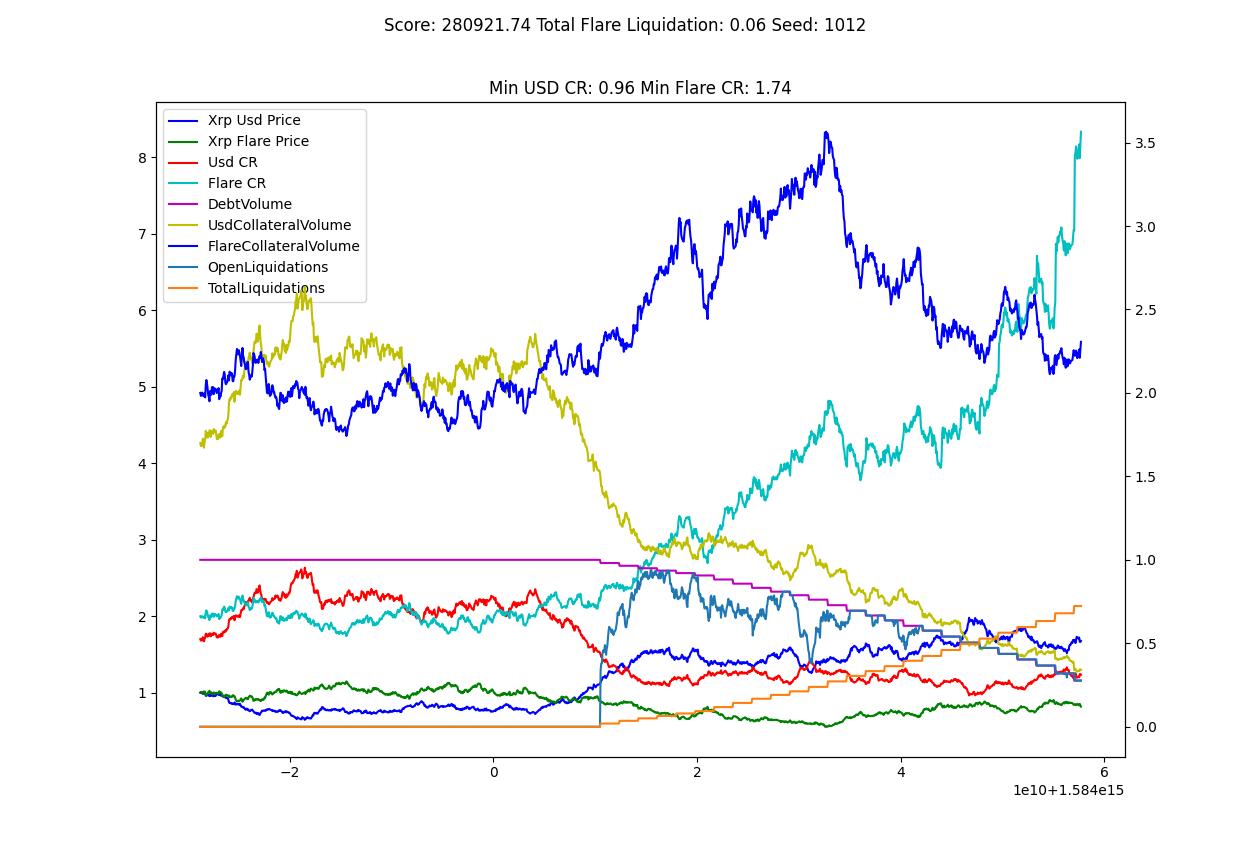 Score: 280921.74 Total Flare Liquidation: 0.06 Seed: 1012
Min USD CR: 0.96 Min Flare CR: 1.74
Xrp Usd Price
Xrp Flare Price
Usd CR
Flare CR
DebtVolume
UsdCollateralVolume
FlareCollateralVolume
OpenLiquidations
TotalLiquidations
8
7
6
5
4
3
2
1
3.5
3.0
2.5
2.0
1.5
1.0
0.5
0.0
−2 0 2 4 6
1e10+1.584e15